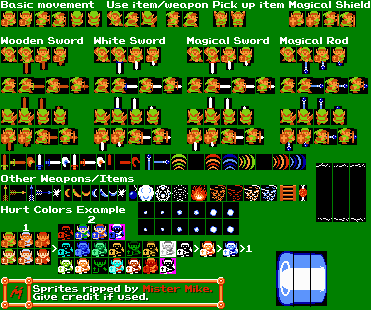 Basic movement Use item/weapon Pick up item Magical Shield
Wooden Sword White Sword Magical Sword Magical Rod
Other Weapons/Items
Hurt Colors Example
1 2
> > >1
Sprites ripped by Mister Mike.
Give credit if used.